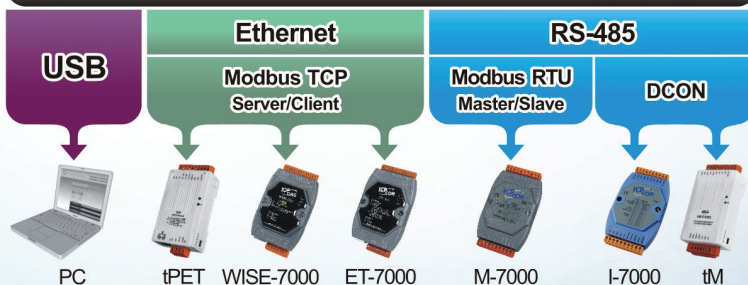 USB
Ethernet
RS-485
Modbus TCP
Server/Client
Modbus RTU
Master/Slave
DCON
PC
tPET
WISE-7000
ET-7000
M-7000
I-7000
tM